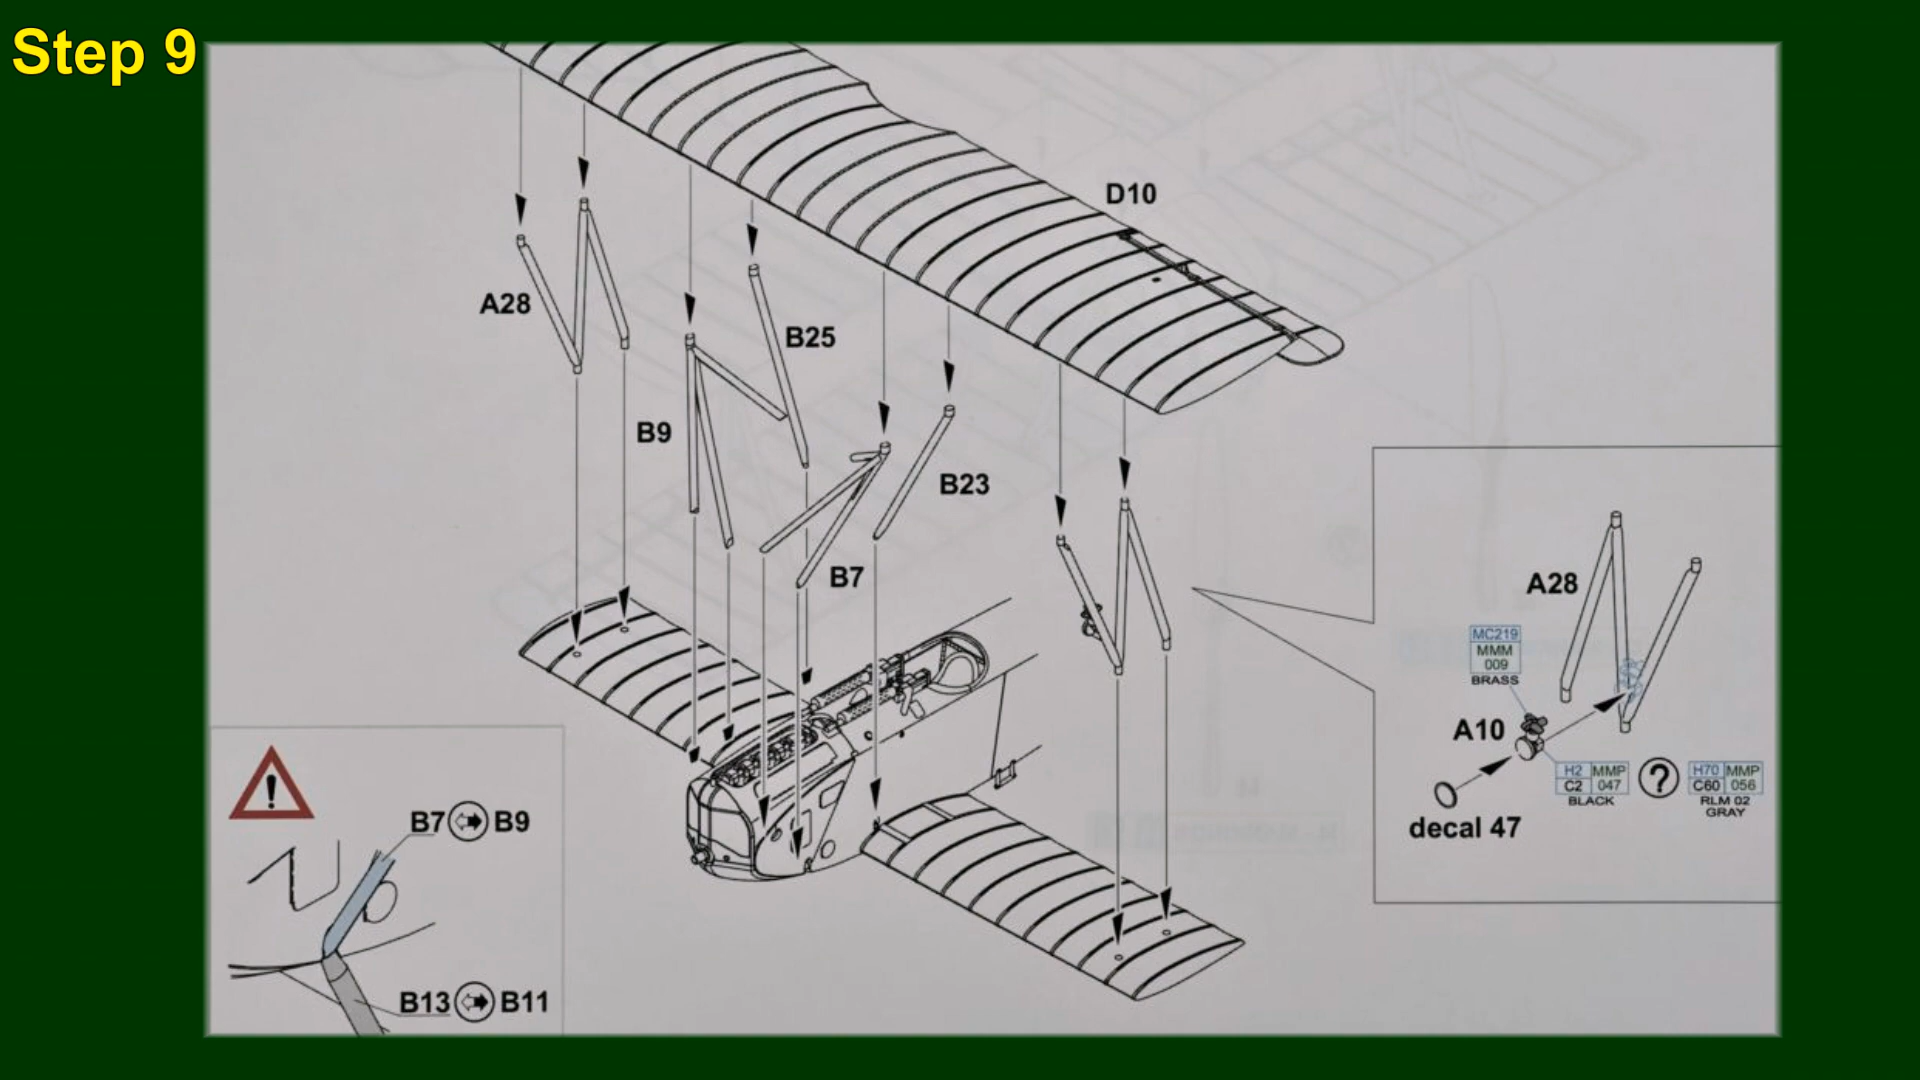 Step 9
D10
A28
B25
B9
B23
B7
A28
MC219
MMM
009
BRASS
A10
H2 MMP
C2 047
BLACK
?
H70 MMP
C60 056
RLM 02
GRAY
decal 47
!
B7 B9
B13 B11